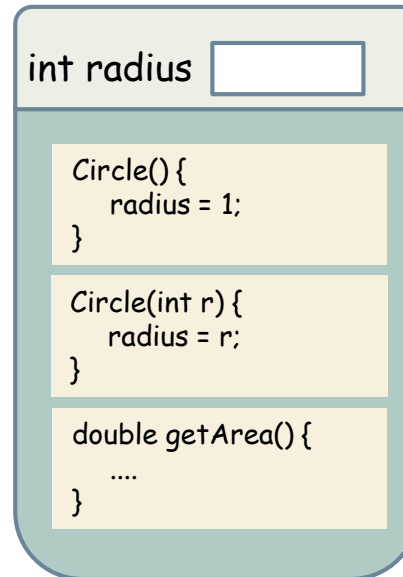 int radius
Circle() {
radius = 1;
}
Circle(int r) {
radius = r;
}
double getArea() {
....
}